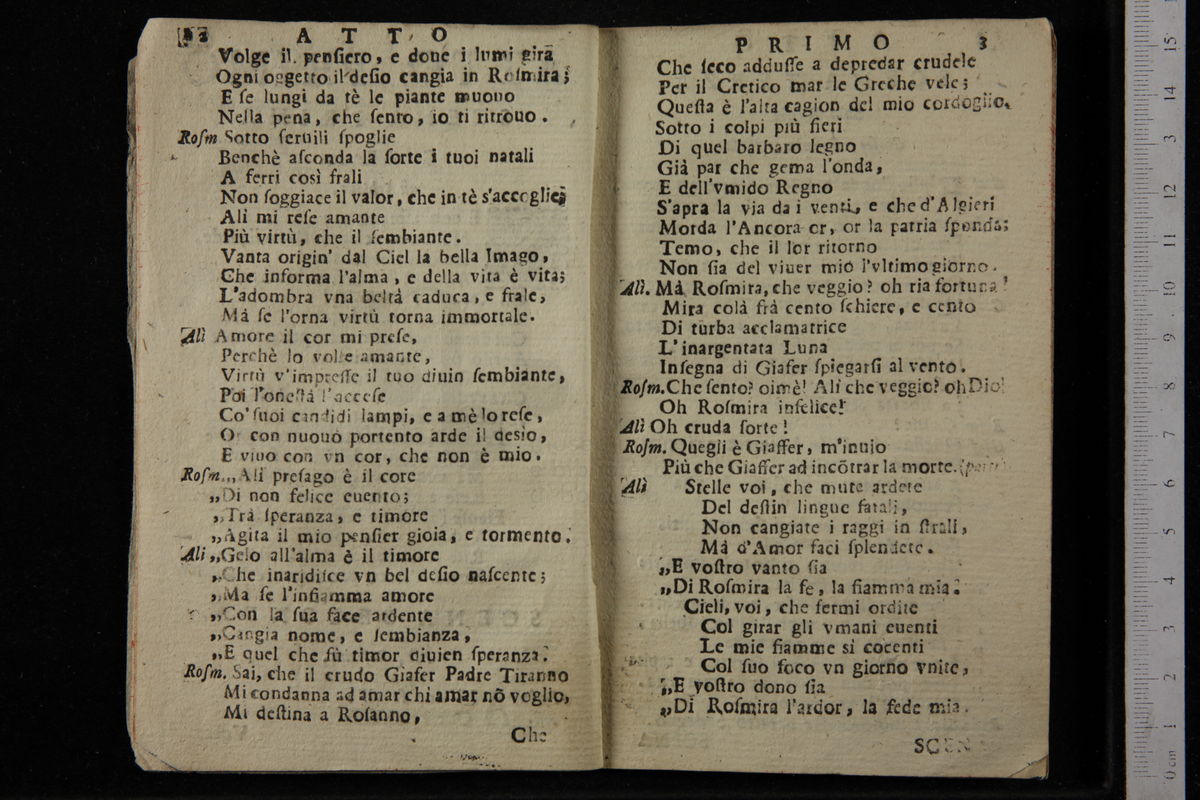 2 ATTO
Volge il penſiero, e doue i lumi gira
Ogni oggetto il deſio cangia in Roſmira;
E ſe lungi da tè le piante muouo
Nella pena, che ſento, io ti ritrouo.
Roſm Sotto ſeruili ſpoglie
Benchè aſconda la ſorte i tuoi natali
A ferri così frali
Non ſoggiace il valor, che in tè s'accoglie;
Alì mi reſe amante
Più virtù, che il ſembiante.
Vanta origin' dal Ciel la bella Imago,
Che informa l'alma, e della vita è vita;
L'adombra vna beltà caduca, e frale,
Mà ſe l'orna virtù torna immortale.
Alì Amore il cor mi preſe,
Perchè lo volle amante,
Virtù v'impreſſe il tuo diuin ſembiante,
Poi l'oneſtà l'acceſe
Co' ſuoi candidi lampi, e a mè lo reſe,
Or con nuouo portento arde il desìo,
E viuo con vn cor, che non è mio.
Roſm. „Alì preſago è il core
„Di non felice euento;
„Trà ſperanza, e timore
„Agita il mio penſier gioia, e tormento.
Ali „Gelo all'alma è il timore
„Che inaridiſce vn bel deſio naſcente;
„Ma ſe l'infiamma amore
„Con la ſua face ardente
„Cangia nome, e ſembianza,
„E quel che fù timor diuien ſperanza.
Roſm. Sai, che il crudo Giafer Padre Tiranno
Mi condanna ad amar chi amar nõ voglio,
Mi deſtina a Roſanno,
Che
PRIMO 3
Che ſeco adduſſe a depredar crudele
Per il Cretico mar le Greche vele;
Queſta è l'alta cagion del mio cordoglio.
Sotto i colpi più fieri
Di quel barbaro legno
Già par che gema l'onda,
E dell'vmido Regno
S'apra la via da i venti, e che d'Algieri
Morda l'Ancora or, or la patria ſponda;
Temo, che il lor ritorno
Non ſia del viuer mio l'vltimo giorno.
Alì. Mà Roſmira, che veggio? oh ria fortuna!
Mira colà frà cento ſchiere, e cento
Di turba acclamatrice
L'inargentata Luna
Inſegna di Giafer ſpiegarſi al vento.
Roſm. Che ſento? oimè! Alì che veggio? oh Dio!
Oh Roſmira infelice!
Alì Oh cruda ſorte!
Roſm. Quegli è Giaffer, m'inuio
Più che Giaffer ad incõtrar la morte. (parte)
Alì Stelle voi, che mute ardete
Del deſtin lingue fatali,
Non cangiate i raggi in ſtrali,
Mà d'Amor faci ſplendete.
„E voſtro vanto ſia
„Di Roſmira la fe, la fiamma mia.
Cieli, voi, che fermi ordite
Col girar gli vmani euenti
Le mie fiamme sì cocenti
Col ſuo foco vn giorno vnite,
„E voſtro dono ſia
„Di Roſmira l'ardor, la fede mia.
SCEN